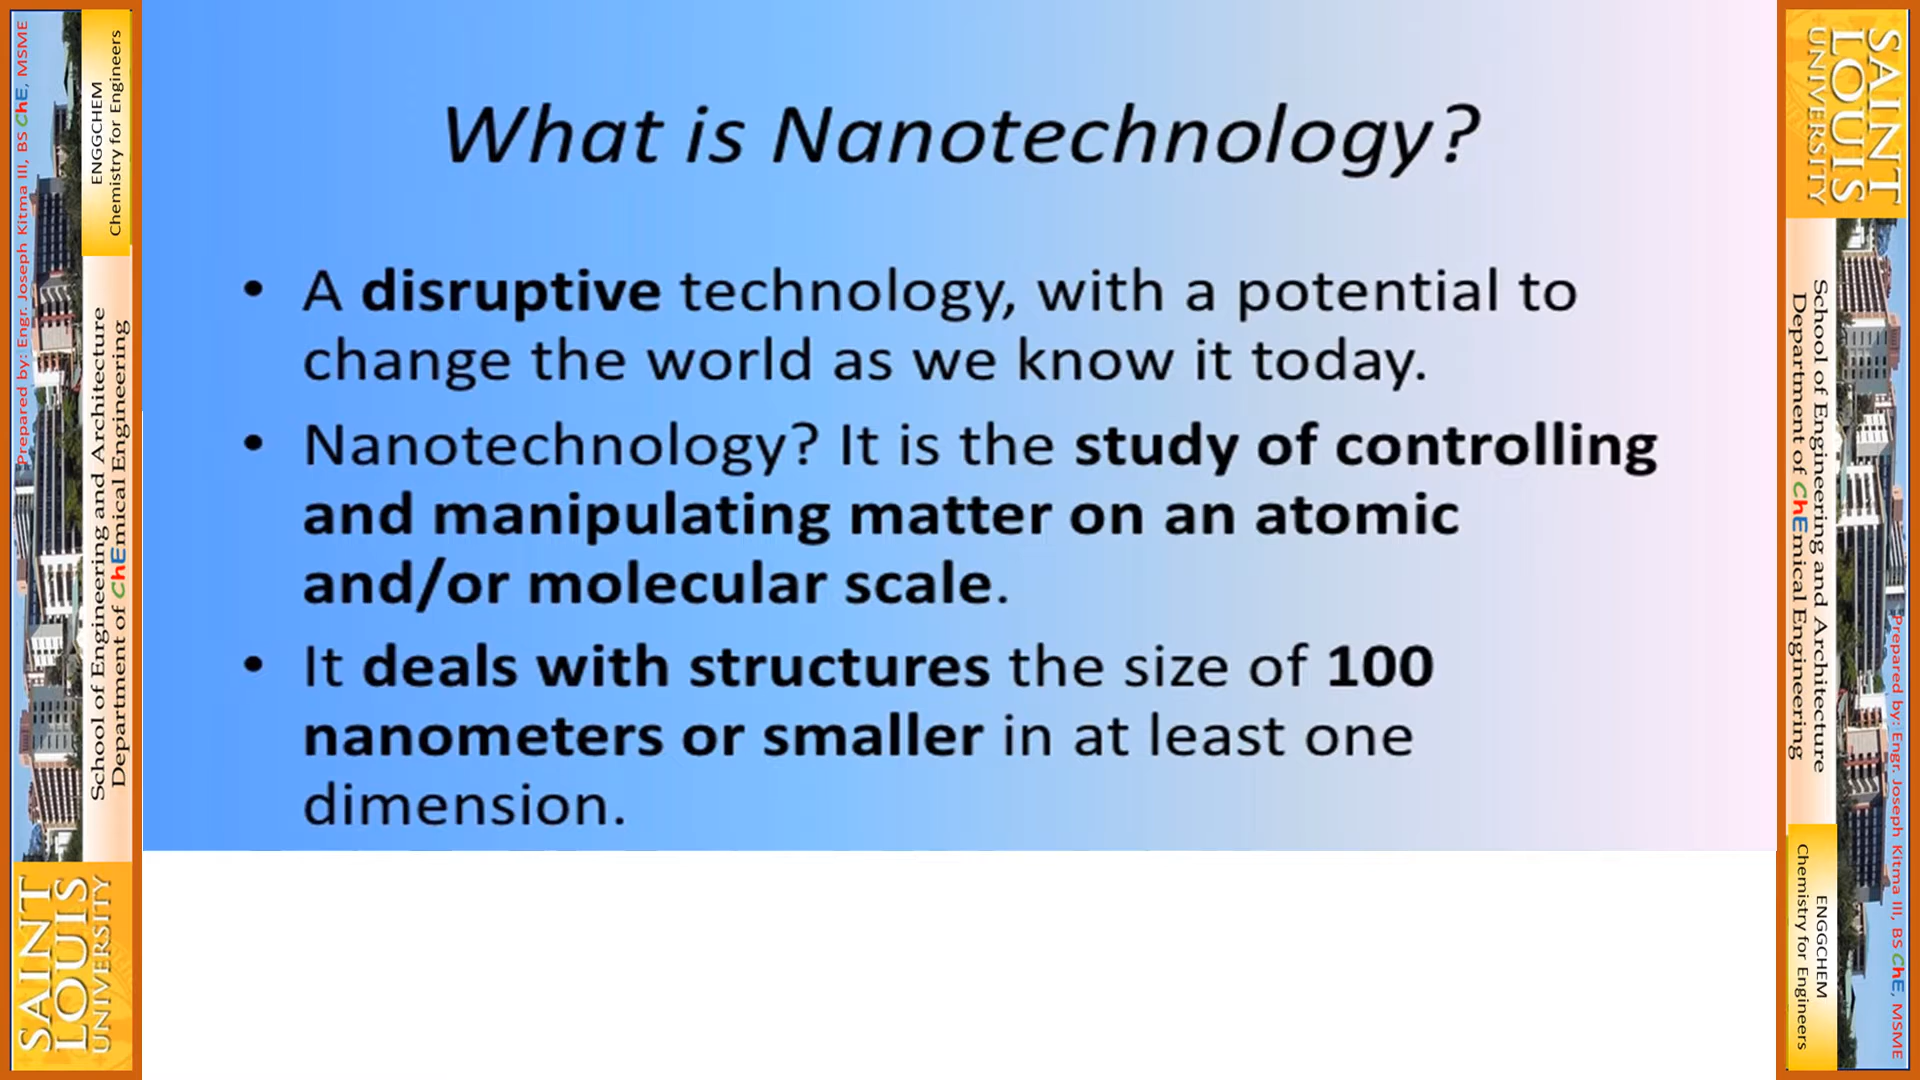 What is Nanotechnology?
• A disruptive technology, with a potential to
change the world as we know it today.
• Nanotechnology? It is the study of controlling
and manipulating matter on an atomic
and/or molecular scale.
• It deals with structures the size of 100
nanometers or smaller in at least one
dimension.
Prepared by: Engr. Joseph Kitma III, BS ChE, MSME
ENGGCHEM
Chemistry for Engineers
School of Engineering and Architecture
Department of ChEmical Engineering
SAINT
LOUIS
UNIVERSITY
SAINT
LOUIS
UNIVERSITY
School of Engineering and Architecture
Department of ChEmical Engineering
ENGGCHEM
Chemistry for Engineers
Prepared by: Engr. Joseph Kitma III, BS ChE, MSME